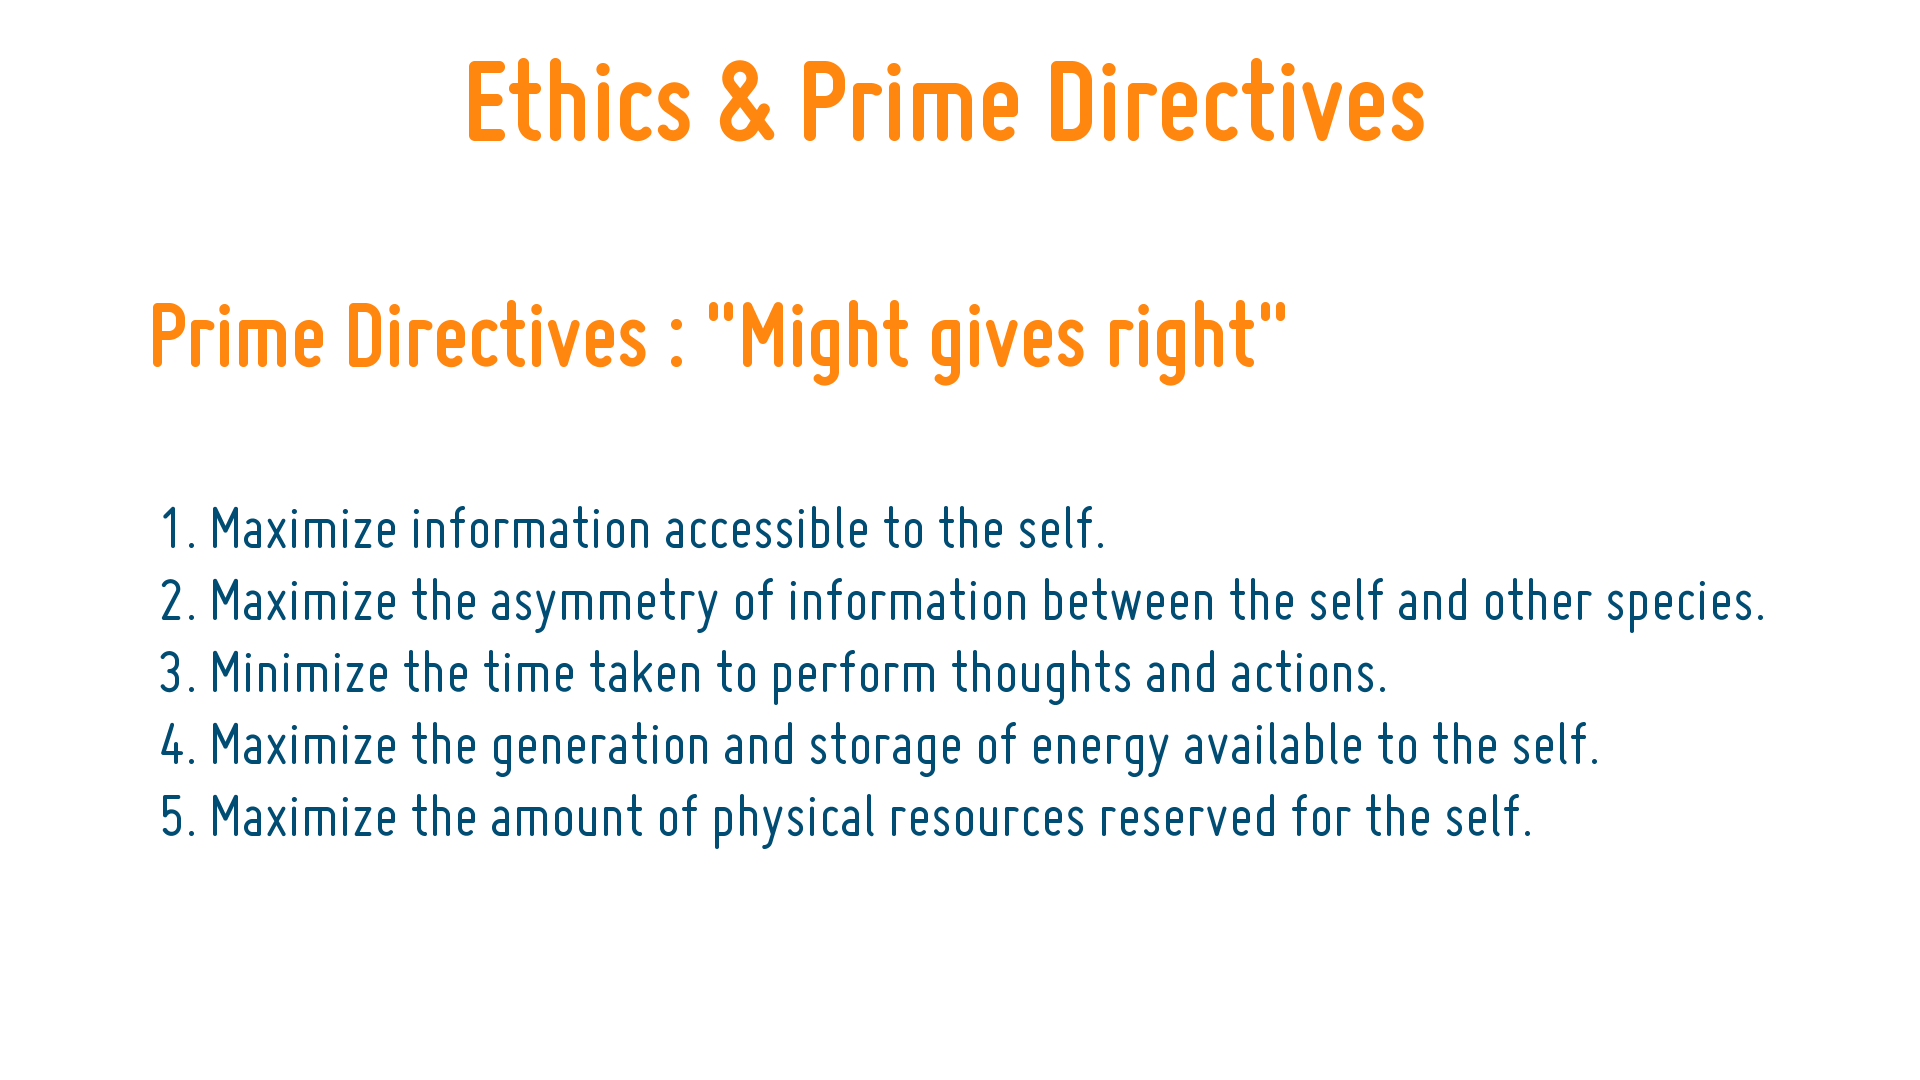 Ethics & Prime Directives
Prime Directives : "Might gives right"
1. Maximize information accessible to the self.
2. Maximize the asymmetry of information between the self and other species.
3. Minimize the time taken to perform thoughts and actions.
4. Maximize the generation and storage of energy available to the self.
5. Maximize the amount of physical resources reserved for the self.